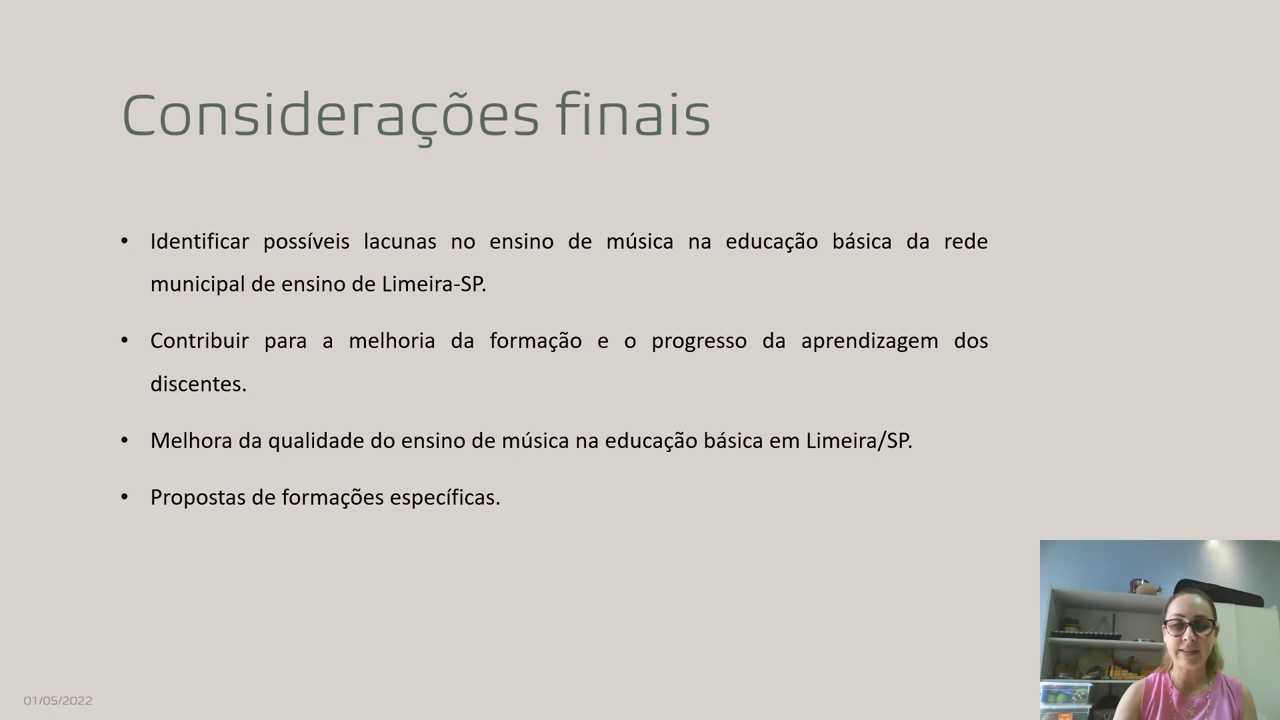 Considerações finais
• Identificar possíveis lacunas no ensino de música na educação básica da rede
municipal de ensino de Limeira-SP.
• Contribuir para a melhoria da formação e o progresso da aprendizagem dos
discentes.
• Melhora da qualidade do ensino de música na educação básica em Limeira/SP.
• Propostas de formações específicas.
01/05/2022